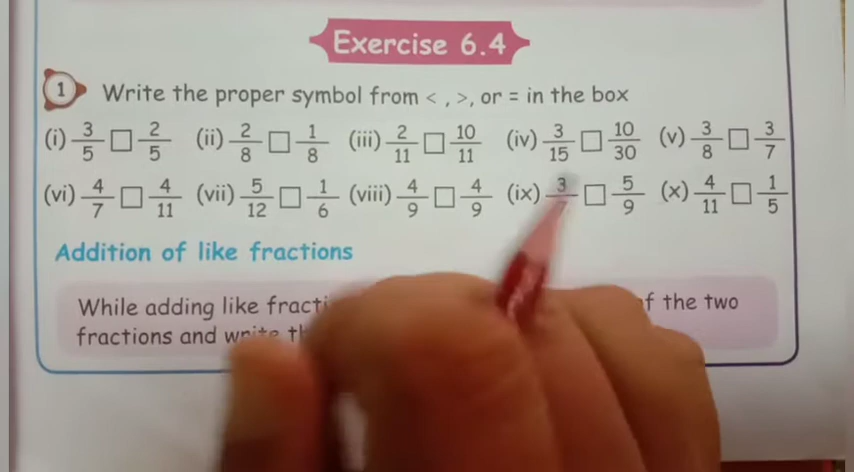 Exercise 6.4
1 Write the proper symbol from < , >, or = in the box
(i) 3/5 □ 2/5 (ii) 2/8 □ 1/8 (iii) 2/11 □ 10/11 (iv) 3/15 □ 10/30 (v) 3/8 □ 3/7
(vi) 4/7 □ 4/11 (vii) 5/12 □ 1/6 (viii) 4/9 □ 4/9 (ix) 3/7 □ 5/9 (x) 4/11 □ 1/5
Addition of like fractions
While adding like of the two
fractions and write